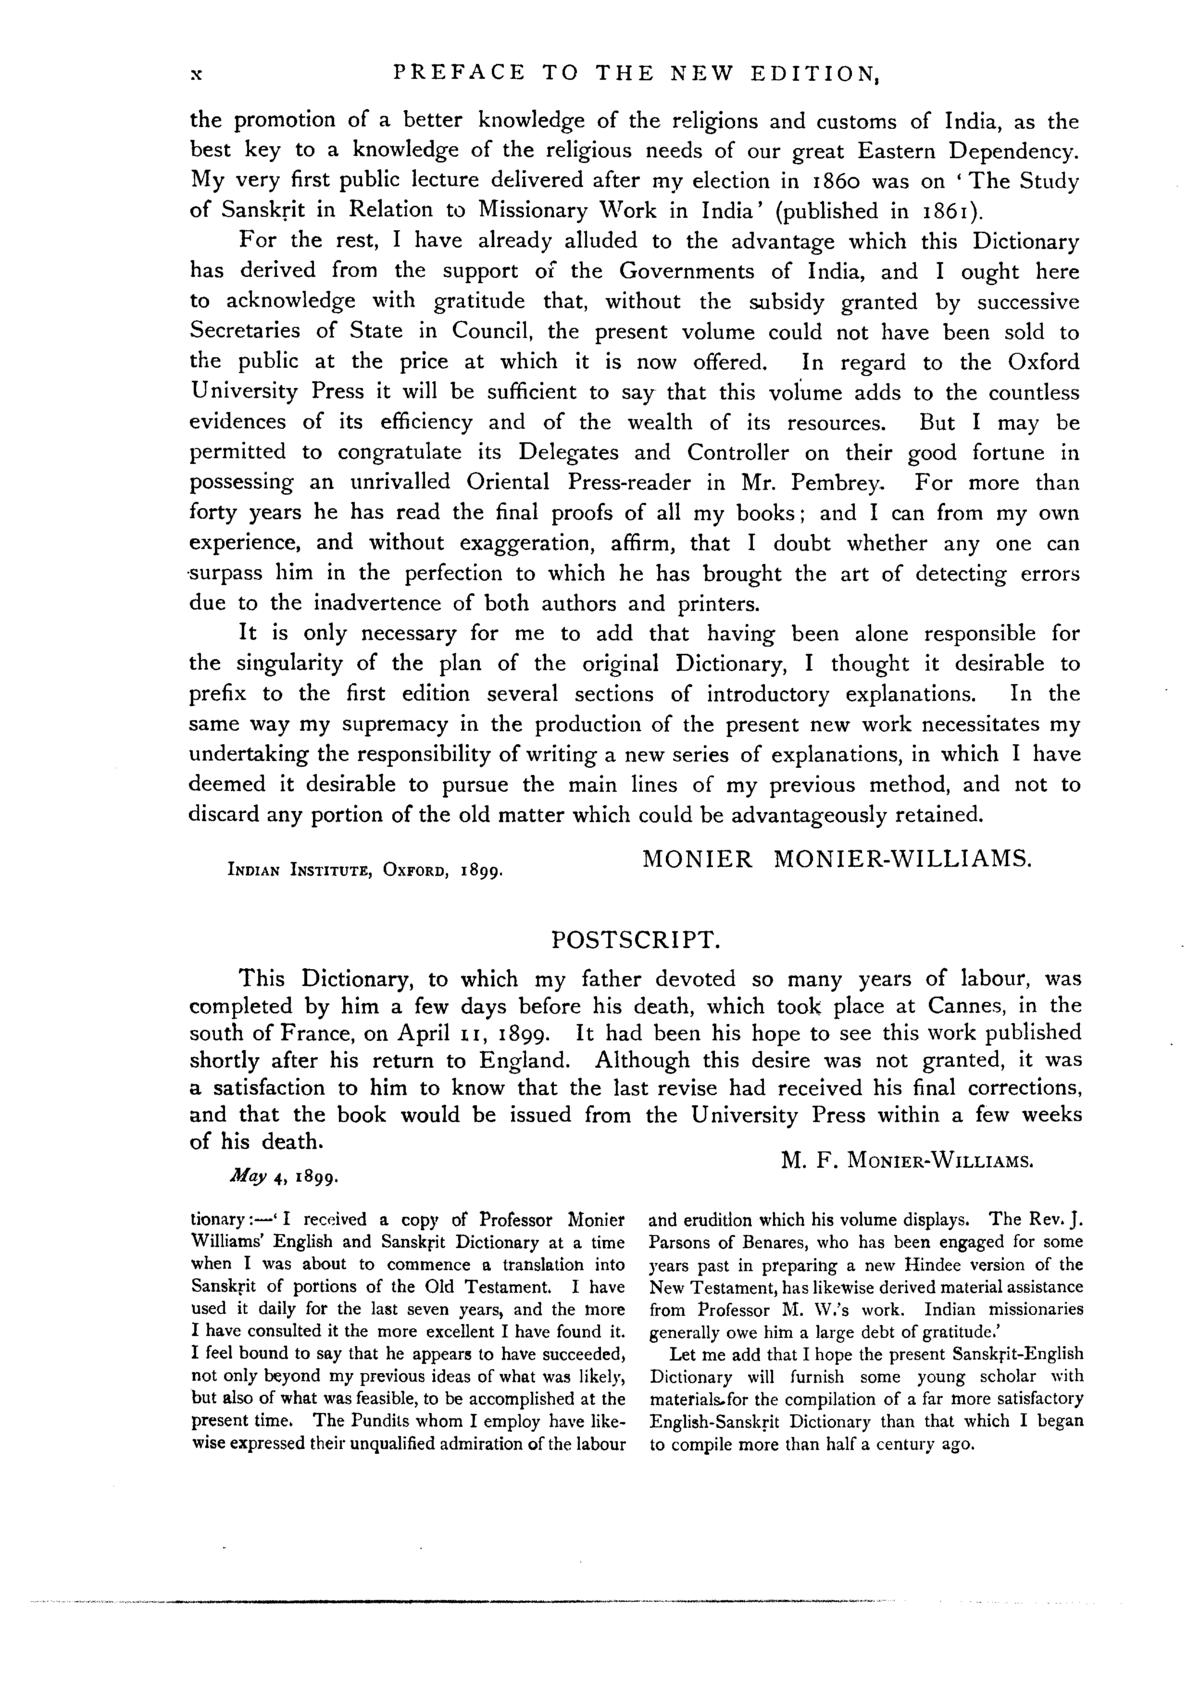 x PREFACE TO THE NEW EDITION,
the promotion of a better knowledge of the religions and customs of India, as the
best key to a knowledge of the religious needs of our great Eastern Dependency.
My very first public lecture delivered after my election in 1860 was on ‘ The Study
of Sanskṛit in Relation to Missionary Work in India’ (published in 1861).
For the rest, I have already alluded to the advantage which this Dictionary
has derived from the support of the Governments of India, and I ought here
to acknowledge with gratitude that, without the subsidy granted by successive
Secretaries of State in Council, the present volume could not have been sold to
the public at the price at which it is now offered. In regard to the Oxford
University Press it will be sufficient to say that this volume adds to the countless
evidences of its efficiency and of the wealth of its resources. But I may be
permitted to congratulate its Delegates and Controller on their good fortune in
possessing an unrivalled Oriental Press-reader in Mr. Pembrey. For more than
forty years he has read the final proofs of all my books; and I can from my own
experience, and without exaggeration, affirm, that I doubt whether any one can
surpass him in the perfection to which he has brought the art of detecting errors
due to the inadvertence of both authors and printers.
It is only necessary for me to add that having been alone responsible for
the singularity of the plan of the original Dictionary, I thought it desirable to
prefix to the first edition several sections of introductory explanations. In the
same way my supremacy in the production of the present new work necessitates my
undertaking the responsibility of writing a new series of explanations, in which I have
deemed it desirable to pursue the main lines of my previous method, and not to
discard any portion of the old matter which could be advantageously retained.
MONIER MONIER-WILLIAMS.
INDIAN INSTITUTE, OXFORD, 1899.
POSTSCRIPT.
This Dictionary, to which my father devoted so many years of labour, was
completed by him a few days before his death, which took place at Cannes, in the
south of France, on April 11, 1899. It had been his hope to see this work published
shortly after his return to England. Although this desire was not granted, it was
a satisfaction to him to know that the last revise had received his final corrections,
and that the book would be issued from the University Press within a few weeks
of his death.
M. F. MONIER-WILLIAMS.
May 4, 1899.
tionary:—‘ I received a copy of Professor Monier
Williams’ English and Sanskṛit Dictionary at a time
when I was about to commence a translation into
Sanskṛit of portions of the Old Testament. I have
used it daily for the last seven years, and the more
I have consulted it the more excellent I have found it.
I feel bound to say that he appears to have succeeded,
not only beyond my previous ideas of what was likely,
but also of what was feasible, to be accomplished at the
present time. The Pundits whom I employ have like-
wise expressed their unqualified admiration of the labour
and erudition which his volume displays. The Rev. J.
Parsons of Benares, who has been engaged for some
years past in preparing a new Hindee version of the
New Testament, has likewise derived material assistance
from Professor M. W.’s work. Indian missionaries
generally owe him a large debt of gratitude.’
Let me add that I hope the present Sanskṛit-English
Dictionary will furnish some young scholar with
materials for the compilation of a far more satisfactory
English-Sanskṛit Dictionary than that which I began
to compile more than half a century ago.